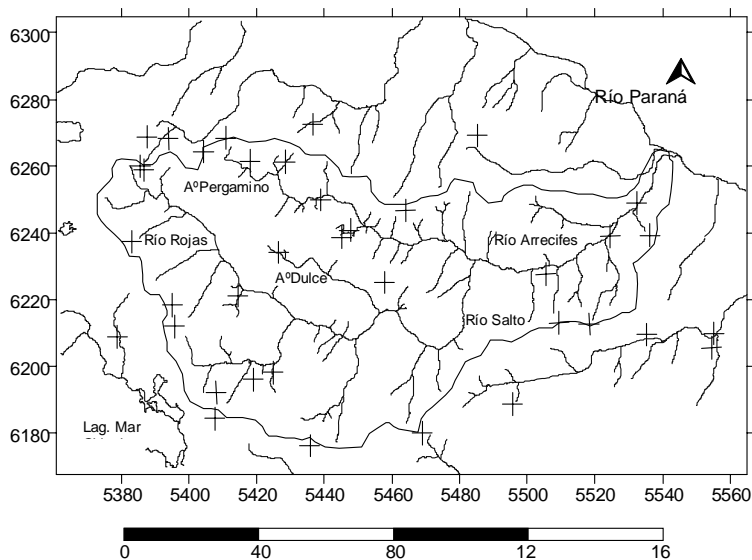 6300
6280
6260
6240
6220
6200
6180
Río Paraná
AºPergamino
Río Rojas
Río Arrecifes
AºDulce
Río Salto
Lag. Mar
5380 5400 5420 5440 5460 5480 5500 5520 5540 5560
0 40 80 12 16